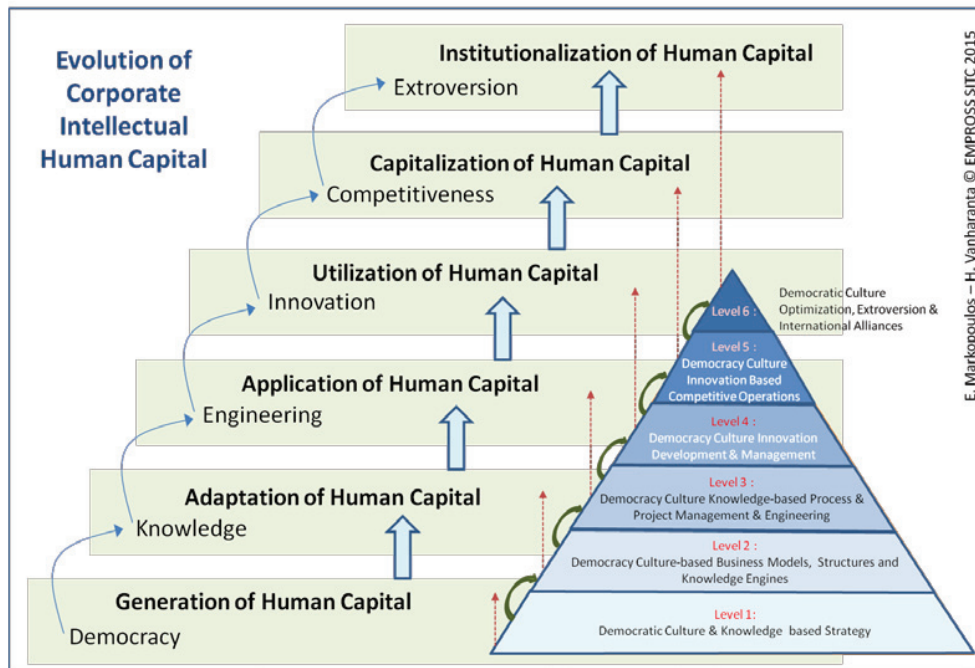 Evolution of
Corporate
Intellectual
Human Capital
Institutionalization of Human Capital
Extroversion
Capitalization of Human Capital
Competitiveness
Utilization of Human Capital
Innovation
Application of Human Capital
Engineering
Adaptation of Human Capital
Knowledge
Generation of Human Capital
Democracy
Level 6 :
Democratic Culture
Optimization, Extroversion &
International Alliances
Level 5 :
Democracy Culture
Innovation Based
Competitive Operations
Level 4 :
Democracy Culture Innovation
Development & Management
Level 3 :
Democracy Culture Knowledge-based Process &
Project Management & Engineering
Level 2 :
Democracy Culture-based Business Models, Structures and
Knowledge Engines
Level 1:
Democratic Culture & Knowledge based Strategy
E. Markopoulos – H. Vanharanta © EMPROSS SITC 2015